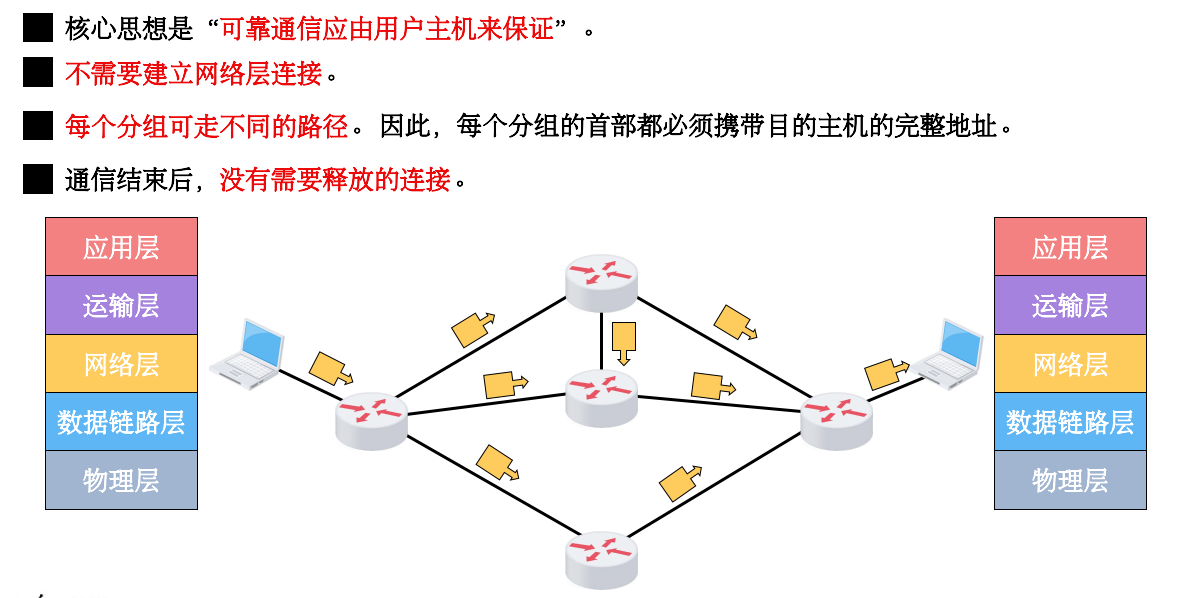 核心思想是“可靠通信应由用户主机来保证”。
不需要建立网络层连接。
每个分组可走不同的路径。因此，每个分组的首部都必须携带目的主机的完整地址。
通信结束后，没有需要释放的连接。
应用层
运输层
网络层
数据链路层
物理层
应用层
运输层
网络层
数据链路层
物理层